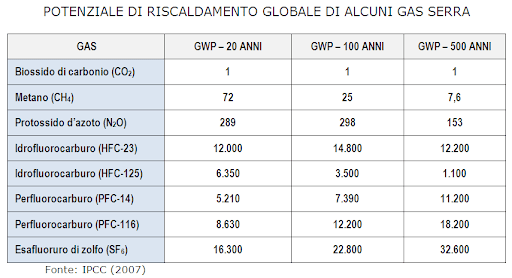 POTENZIALE DI RISCALDAMENTO GLOBALE DI ALCUNI GAS SERRA
GAS GWP – 20 ANNI GWP – 100 ANNI GWP – 500 ANNI
Biossido di carbonio (CO₂) 1 1 1
Metano (CH₄) 72 25 7,6
Protossido d'azoto (N₂O) 289 298 153
Idrofluorocarburo (HFC-23) 12.000 14.800 12.200
Idrofluorocarburo (HFC-125) 6.350 3.500 1.100
Perfluorocarburo (PFC-14) 5.210 7.390 11.200
Perfluorocarburo (PFC-116) 8.630 12.200 18.200
Esafluoruro di zolfo (SF₆) 16.300 22.800 32.600
Fonte: IPCC (2007)